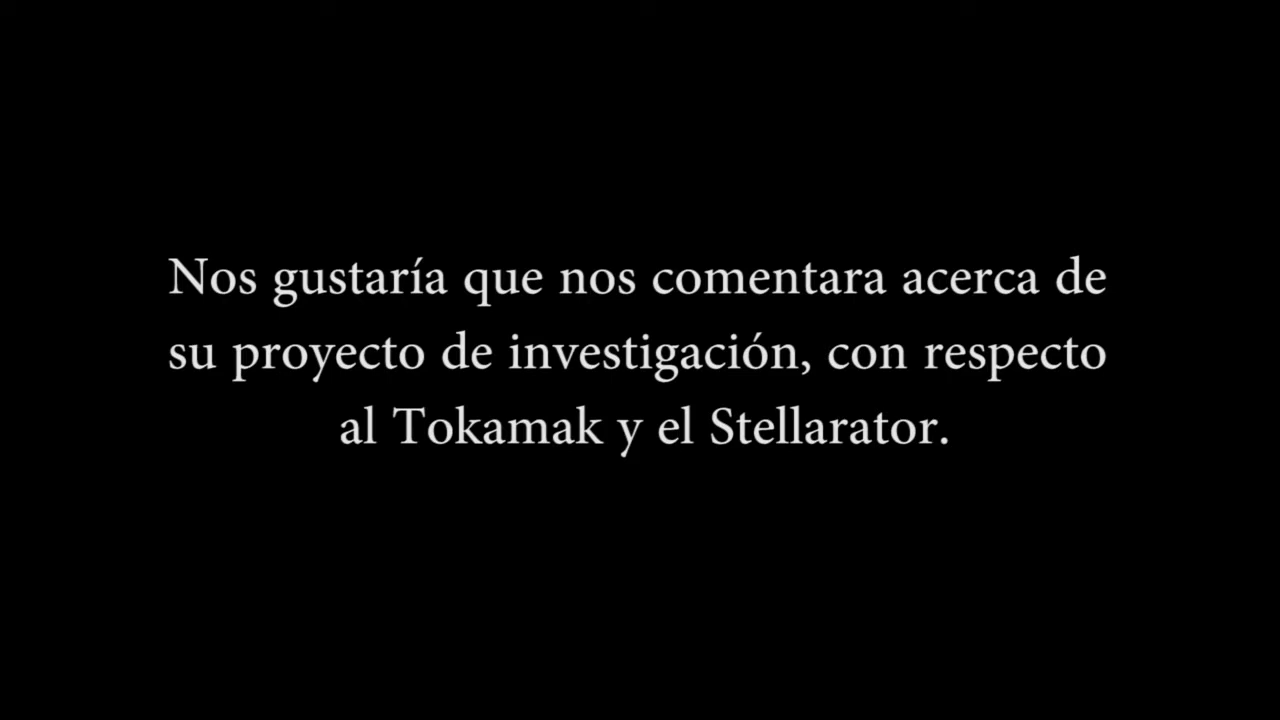 Nos gustaría que nos comentara acerca de
su proyecto de investigación, con respecto
al Tokamak y el Stellarator.